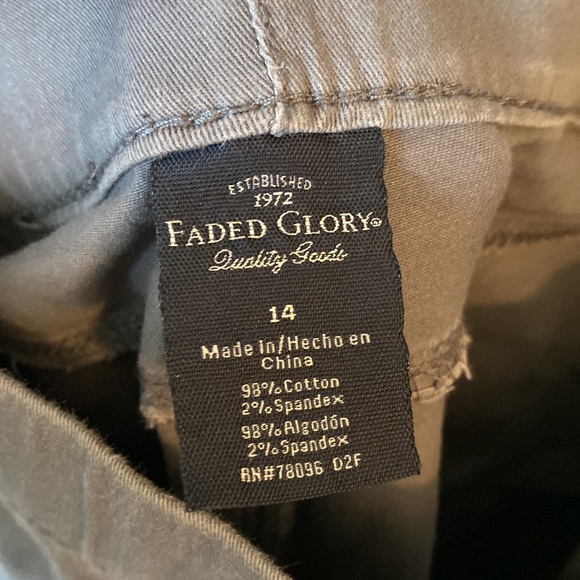 ESTABLISHED
1972
FADED GLORY®
Quality Goods
14
Made in/Hecho en
China
98% Cotton
2% Spandex
98% Algodón
2% Spandex
RN#78096 D2F